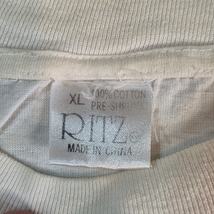 XL 100% COTTON
PRE-SHRUNK
RITZ
MADE IN CHINA